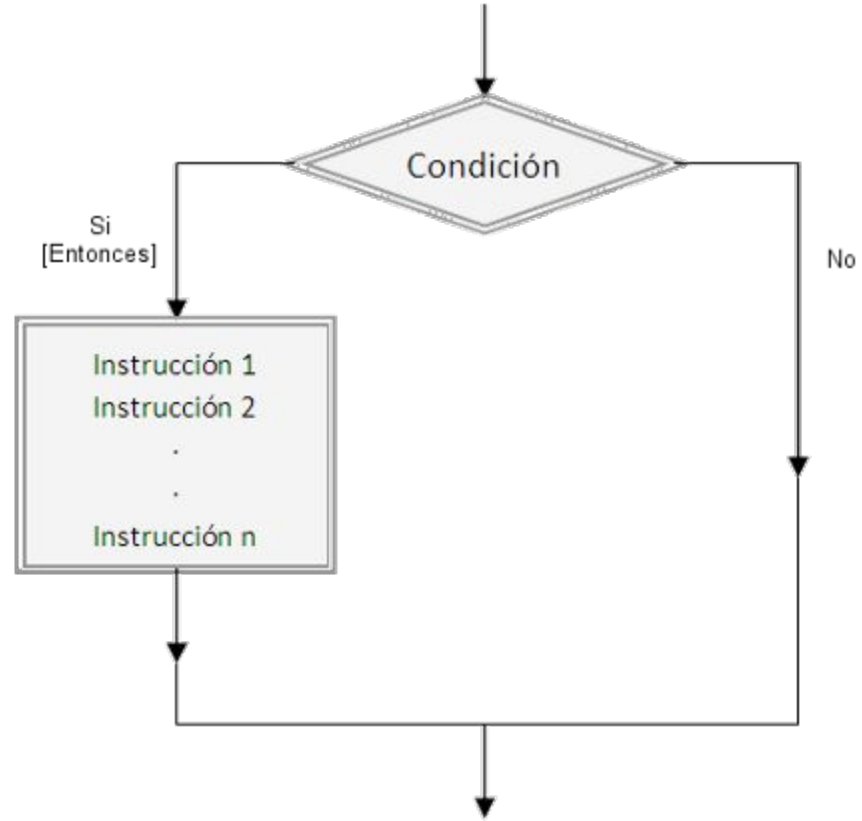 Condición
Si
[Entonces]
No
Instrucción 1
Instrucción 2
.
.
Instrucción n